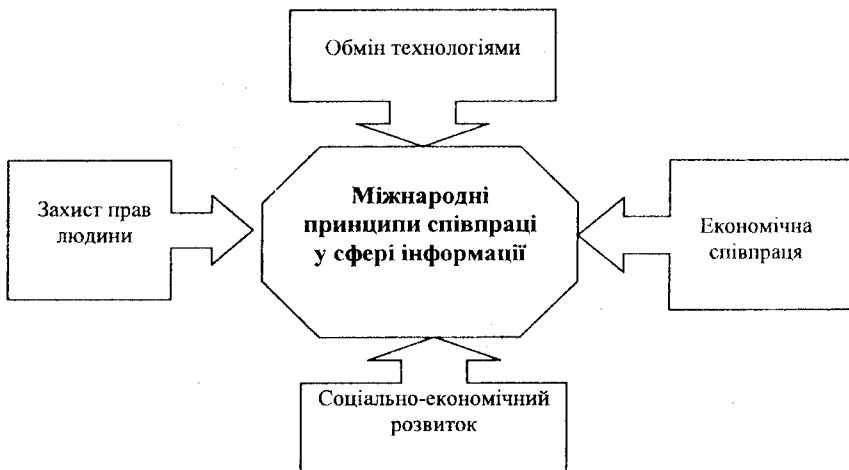 Обмін технологіями
Захист прав
людини
Міжнародні
принципи співпраці
у сфері інформації
Економічна
співпраця
Соціально-економічний
розвиток